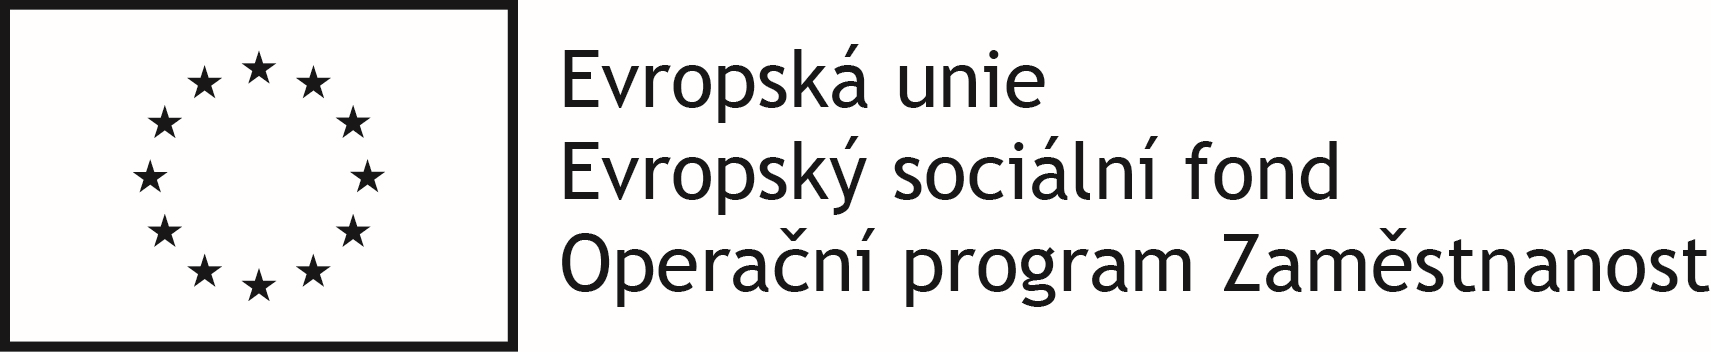 Evropská unie
Evropský sociální fond
Operační program Zaměstnanost